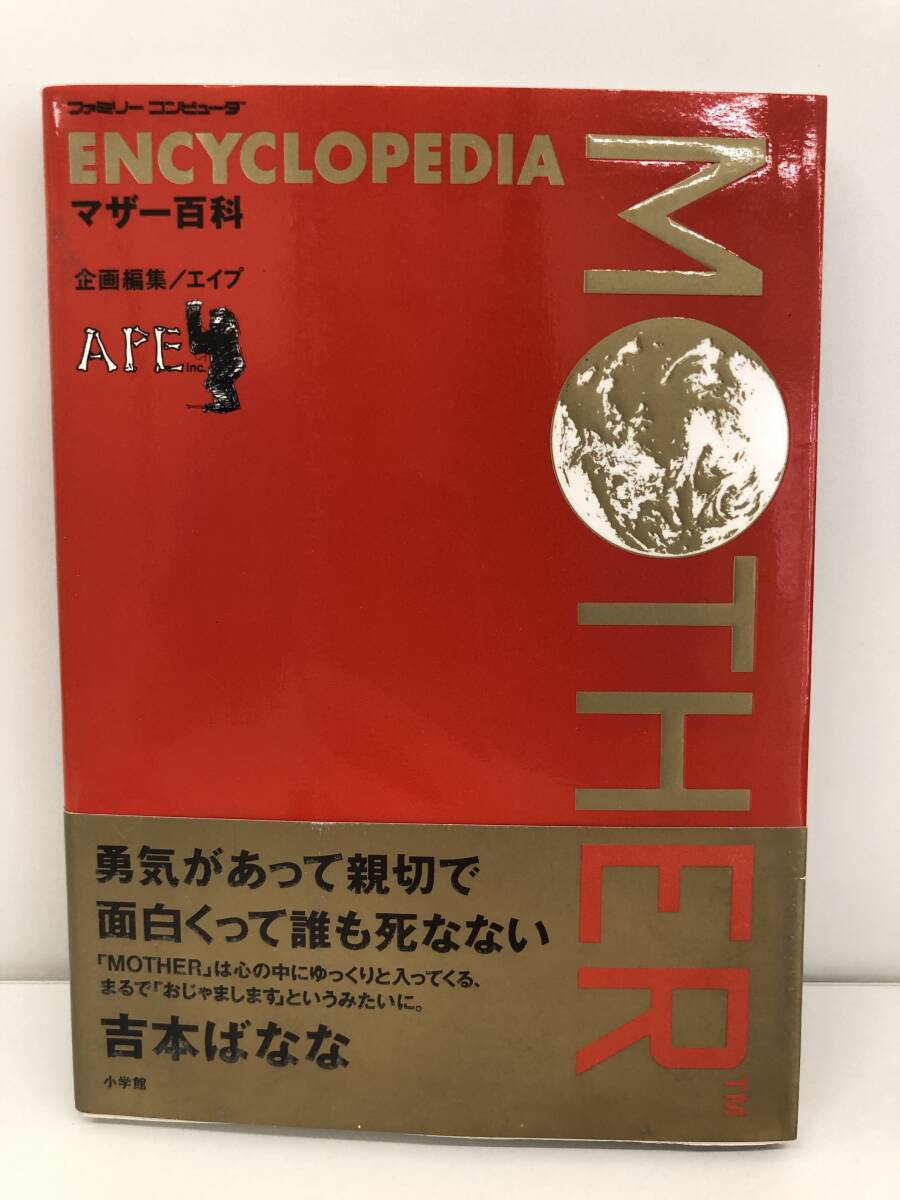 ファミリー コンピュータ
ENCYCLOPEDIA
マザー百科
企画編集/エイプ
APE inc.
MOTHER™
勇気があって親切で
面白くって誰も死なない
「MOTHER」は心の中にゆっくりと入ってくる、
まるで「おじゃまします」というみたいに。
吉本ばなな
小学館